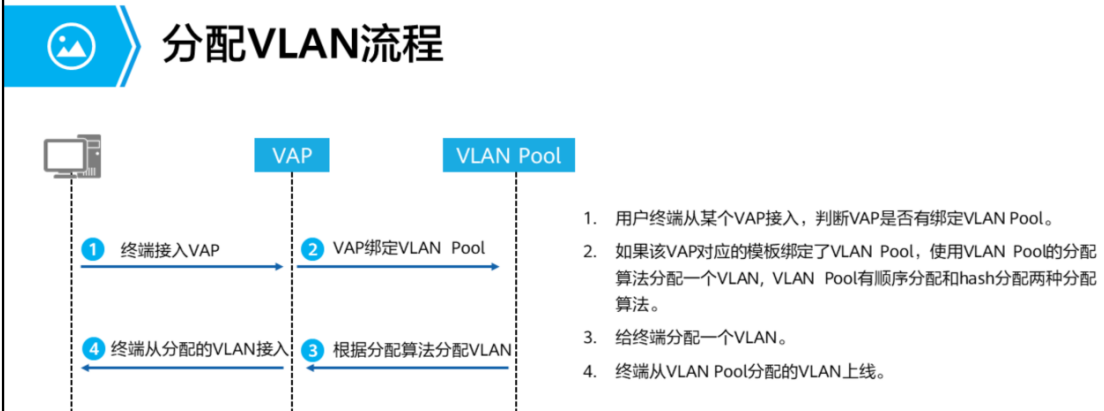 分配VLAN流程
VAP
VLAN Pool
1 终端接入VAP
2 VAP绑定VLAN Pool
4 终端从分配的VLAN接入
3 根据分配算法分配VLAN
1. 用户终端从某个VAP接入，判断VAP是否有绑定VLAN Pool。
2. 如果该VAP对应的模板绑定了VLAN Pool，使用VLAN Pool的分配
算法分配一个VLAN, VLAN Pool有顺序分配和hash分配两种分配
算法。
3. 给终端分配一个VLAN。
4. 终端从VLAN Pool分配的VLAN上线。